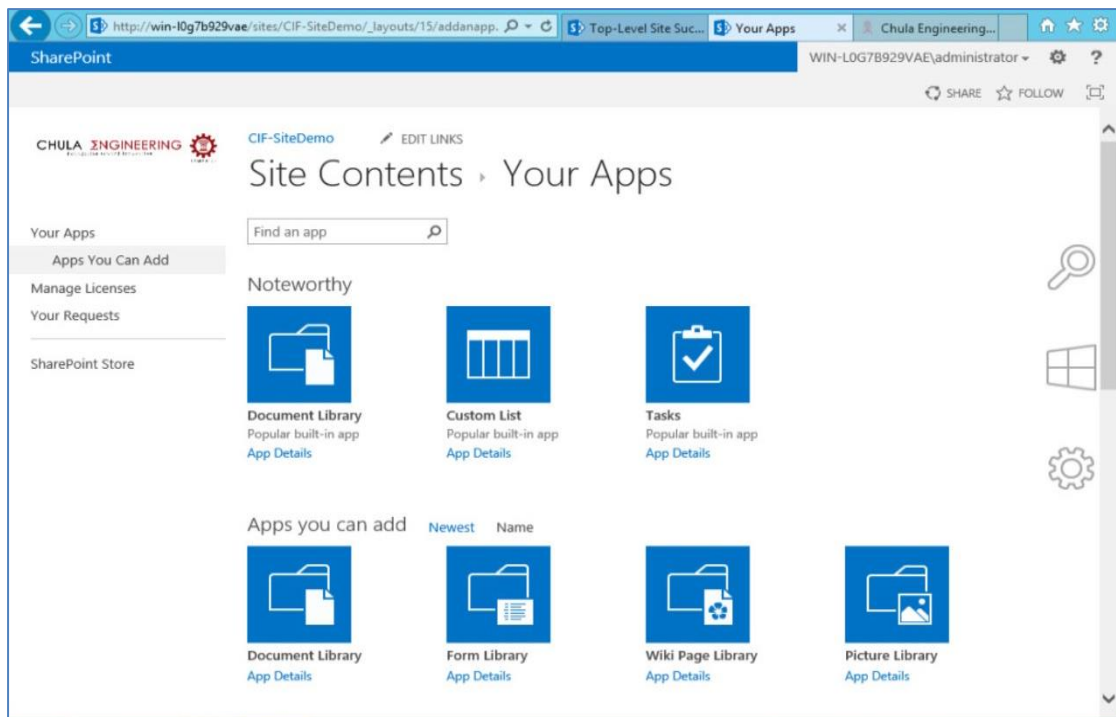 http://win-l0g7b929vae/sites/CIF-SiteDemo/_layouts/15/addanapp.
Top-Level Site Suc...
Your Apps
Chula Engineering...
SharePoint
WIN-L0G7B929VAE\administrator
?
SHARE
FOLLOW
CHULA ΣNGINEERING
CIF-SiteDemo
EDIT LINKS
Site Contents › Your Apps
Find an app
Your Apps
Apps You Can Add
Manage Licenses
Your Requests
SharePoint Store
Noteworthy
Document Library
Popular built-in app
App Details
Custom List
Popular built-in app
App Details
Tasks
Popular built-in app
App Details
Apps you can add
Newest
Name
Document Library
App Details
Form Library
App Details
Wiki Page Library
App Details
Picture Library
App Details